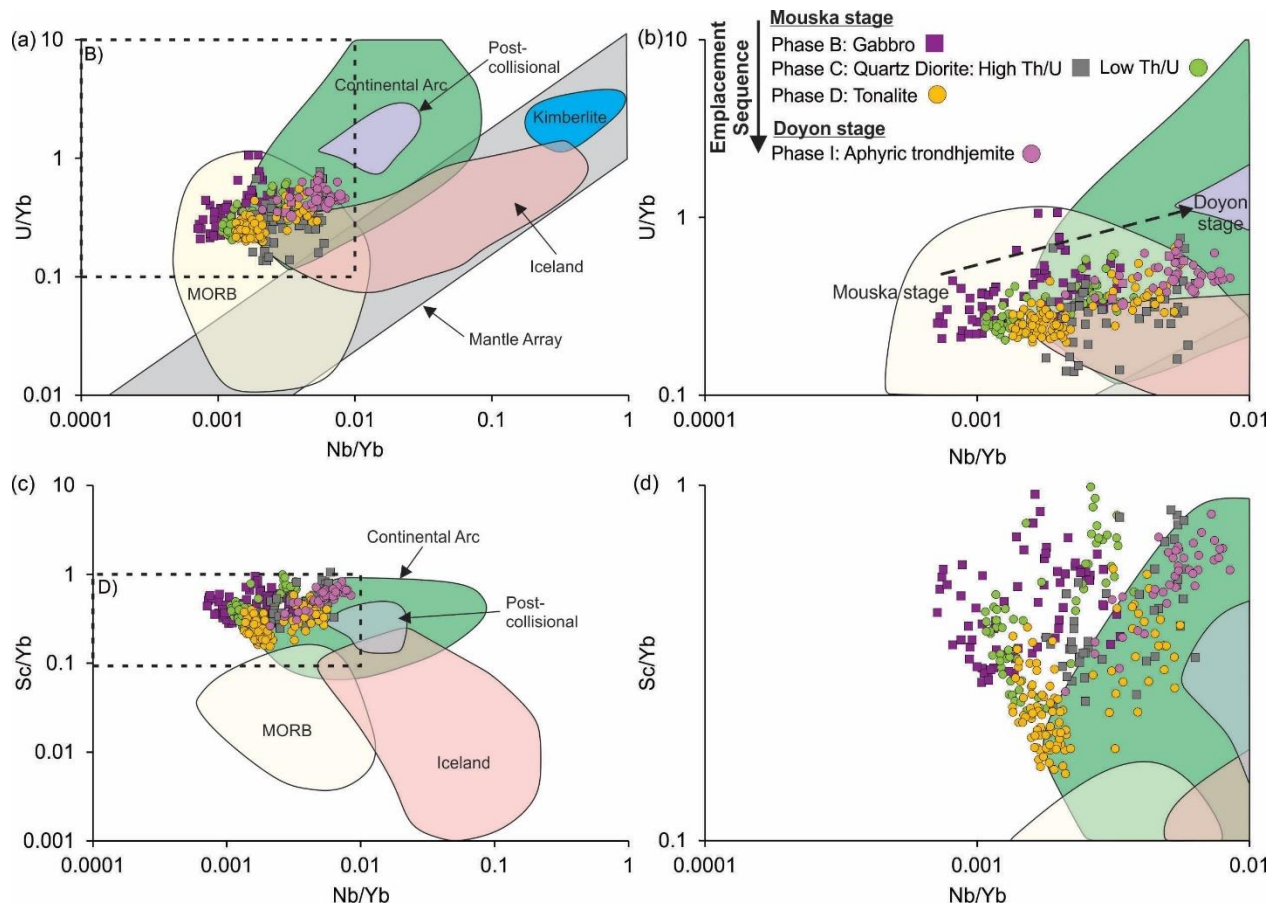 (a)
10
B)
Post-
collisional
Continental Arc
Kimberlite
1
U/Yb
0.1
MORB
Iceland
Mantle Array
0.01
0.0001
0.001
0.01
0.1
1
Nb/Yb
(b)
10
Emplacement
Sequence
Mouska stage
Phase B: Gabbro
Phase C: Quartz Diorite: High Th/U
Low Th/U
Phase D: Tonalite
Doyon stage
Phase I: Aphyric trondhjemite
U/Yb
1
Doyon
stage
Mouska stage
0.1
0.0001
0.001
0.01
Nb/Yb
(c)
10
Continental Arc
1
D)
Post-
collisional
Sc/Yb
0.1
MORB
Iceland
0.01
0.001
0.0001
0.001
0.01
0.1
1
Nb/Yb
(d)
1
Sc/Yb
0.1
0.0001
0.001
0.01
Nb/Yb